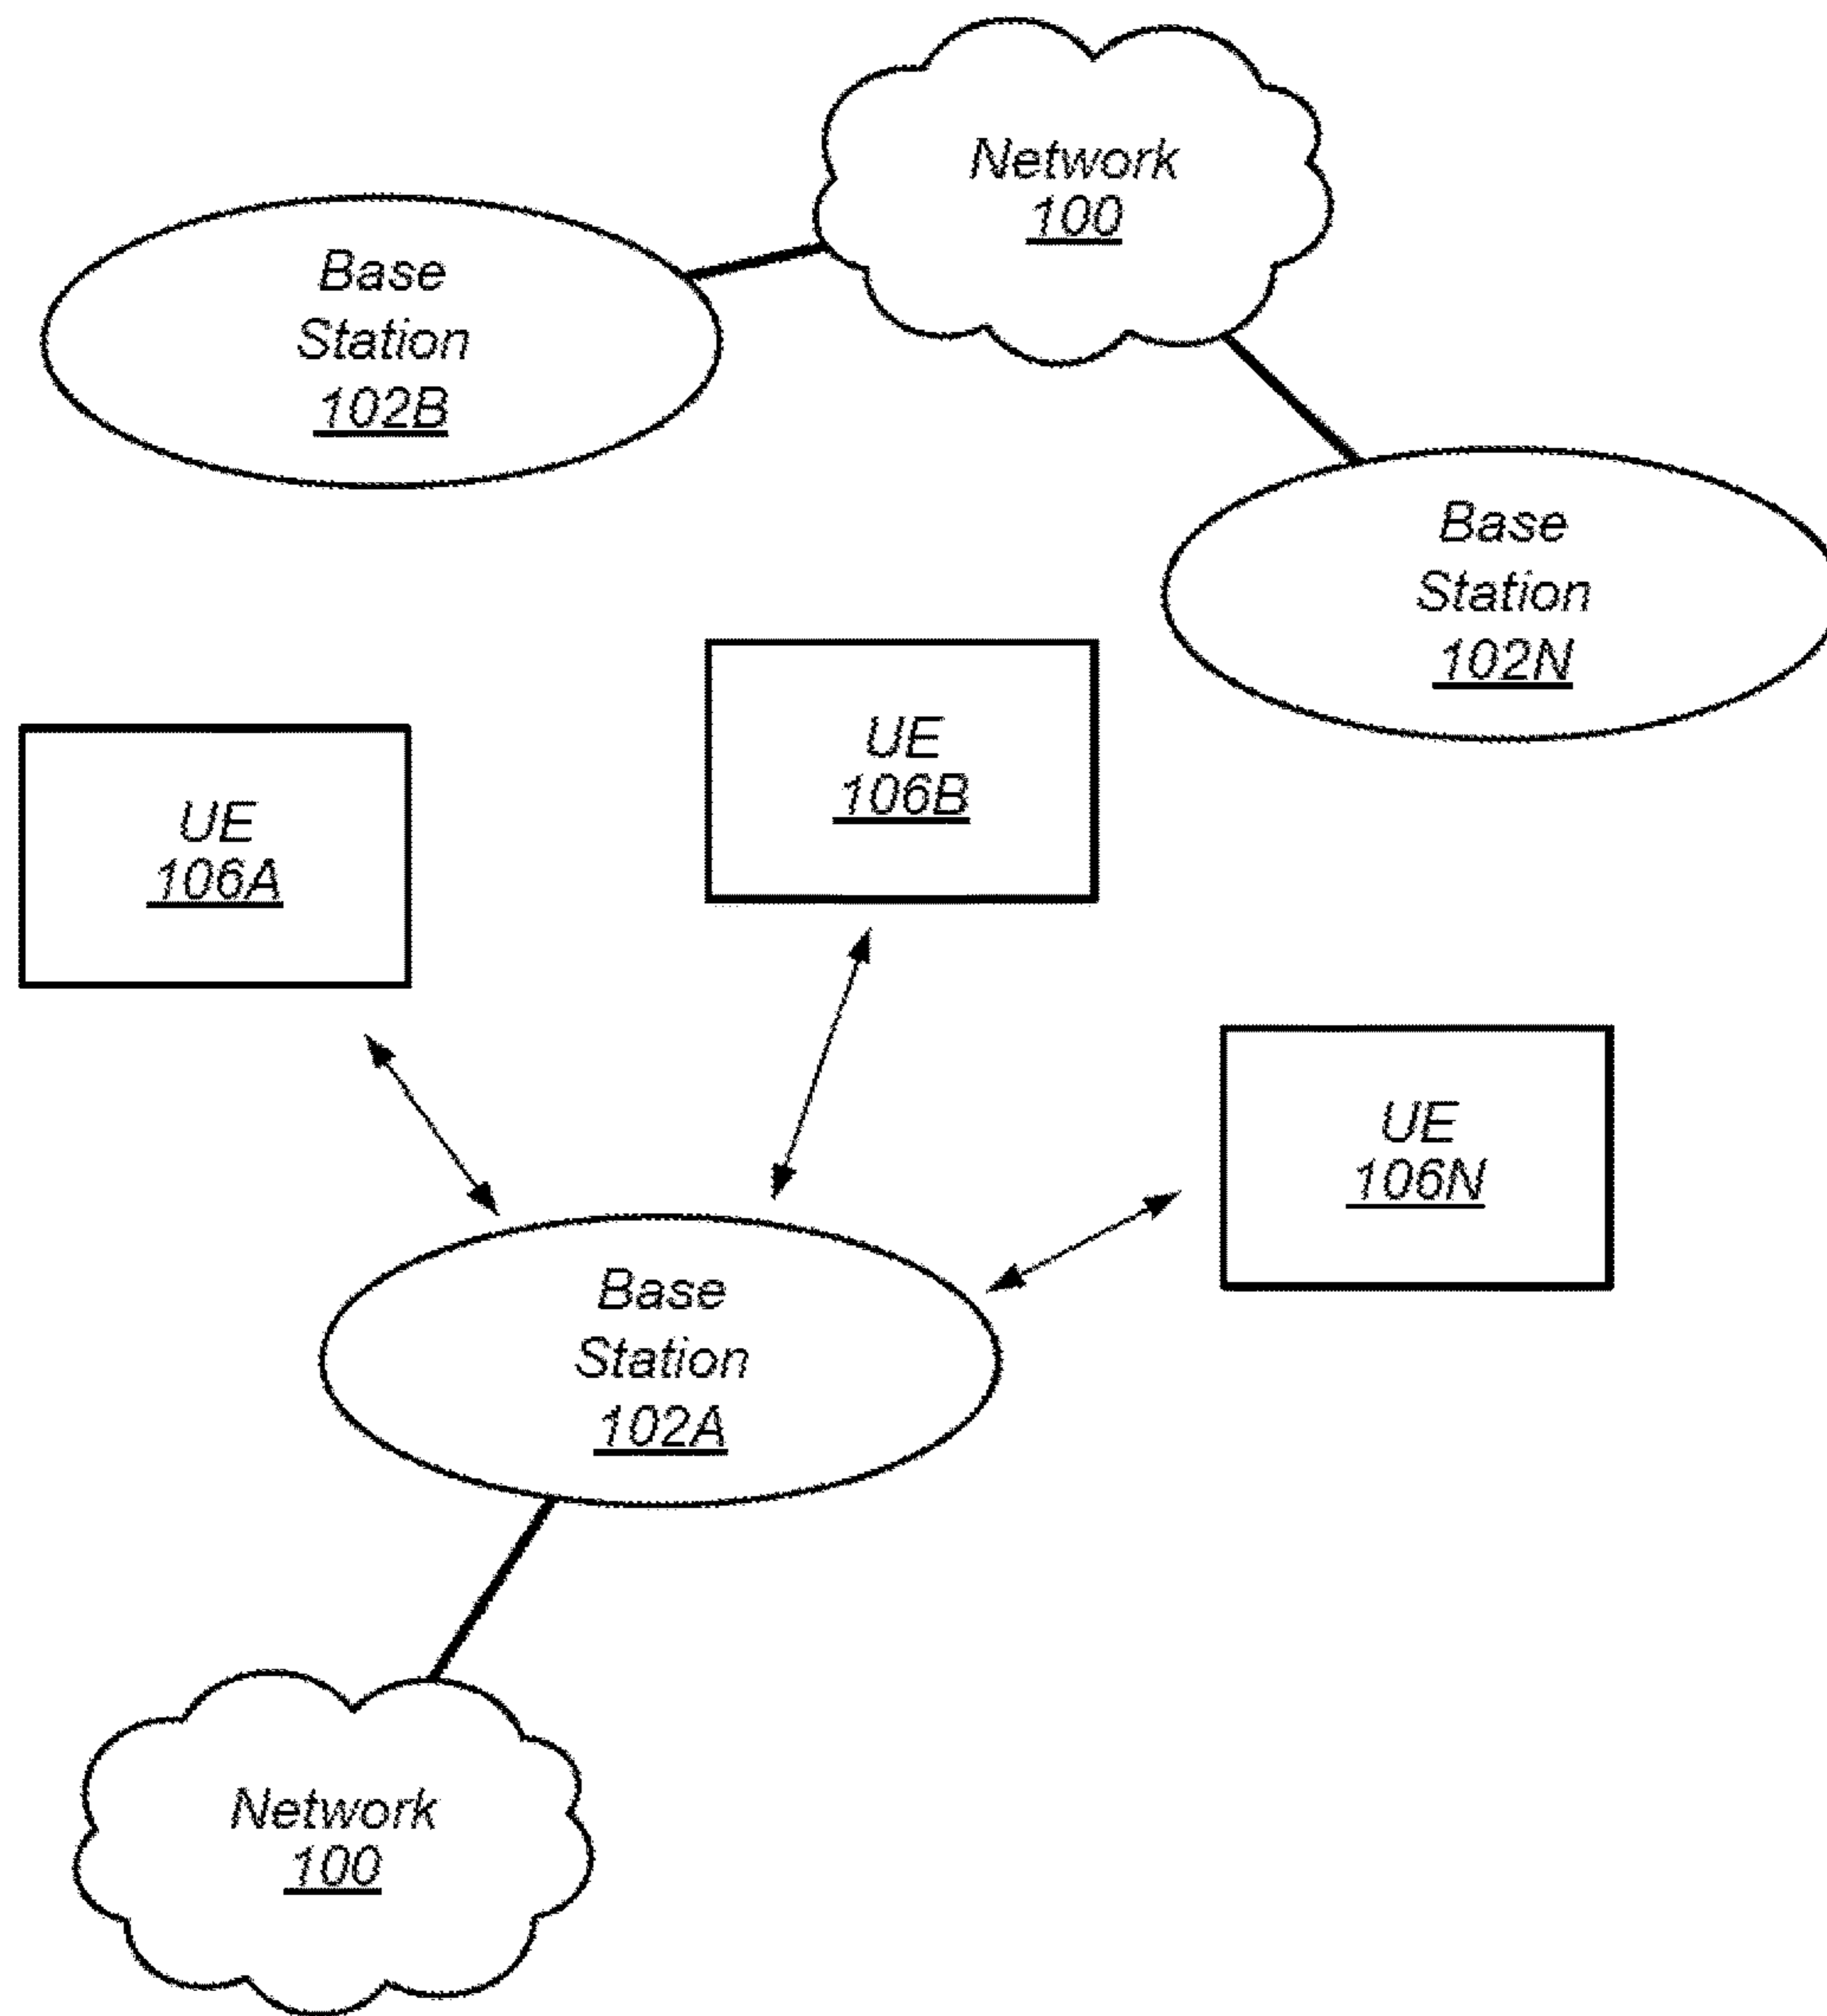 Network
100
Base
Station
102B
Base
Station
102N
UE
106B
UE
106A
UE
106N
Base
Station
102A
Network
100